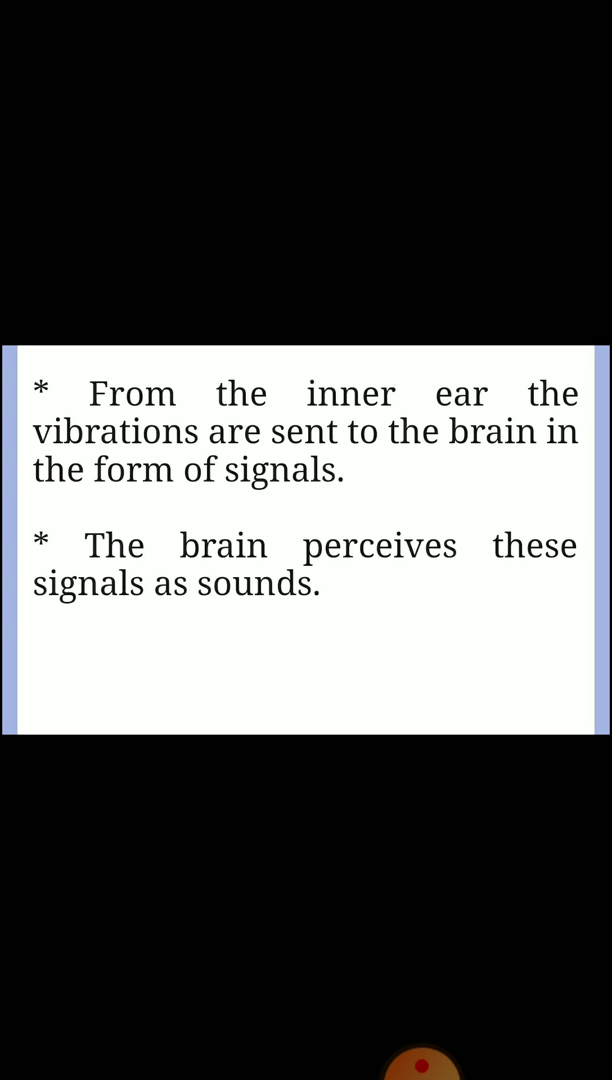 * From the inner ear the
vibrations are sent to the brain in
the form of signals.
* The brain perceives these
signals as sounds.